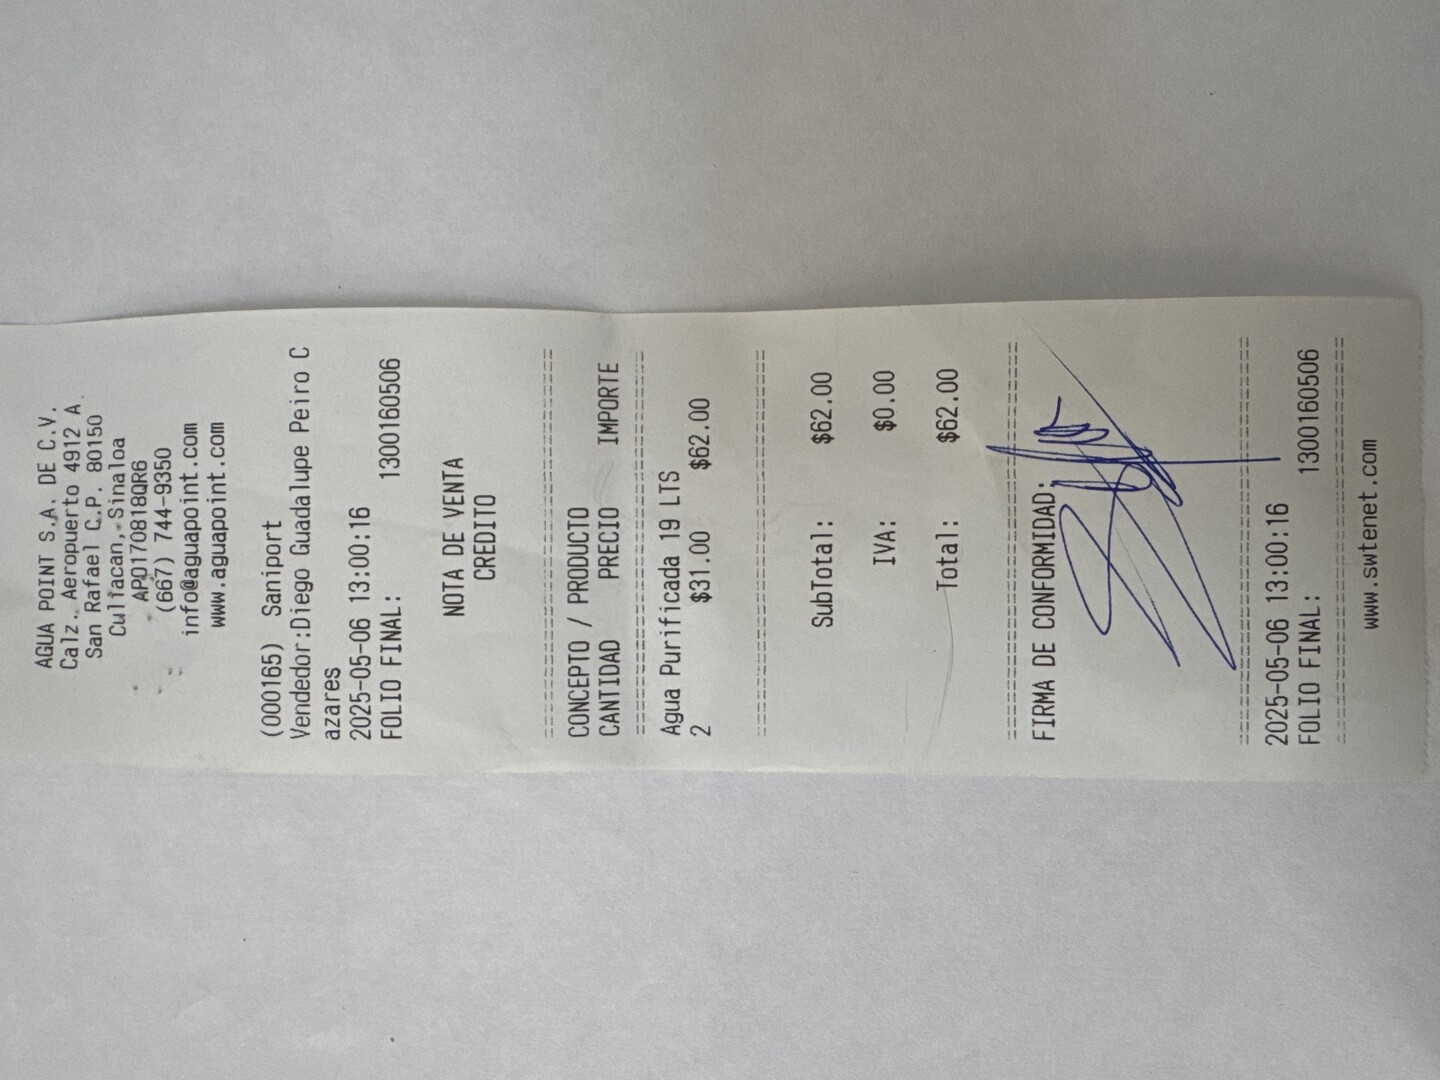 AGUA POINT S.A. DE C.V.
Calz. Aeropuerto 4912 A
San Rafael C.P. 80150
Culiacan, Sinaloa
APO170818QR6
(667) 744-9350
info@aguapoint.com
www.aguapoint.com
(000165) Saniport
Vendedor:Diego Guadalupe Peiro C
azares
2025-05-06 13:00:16
FOLIO FINAL: 1300160506
NOTA DE VENTA
CREDITO
CONCEPTO / PRODUCTO
CANTIDAD PRECIO IMPORTE
Agua Purificada 19 LTS
2 $31.00 $62.00
SubTotal: $62.00
IVA: $0.00
Total: $62.00
FIRMA DE CONFORMIDAD:
2025-05-06 13:00:16
FOLIO FINAL: 1300160506
www.swtenet.com